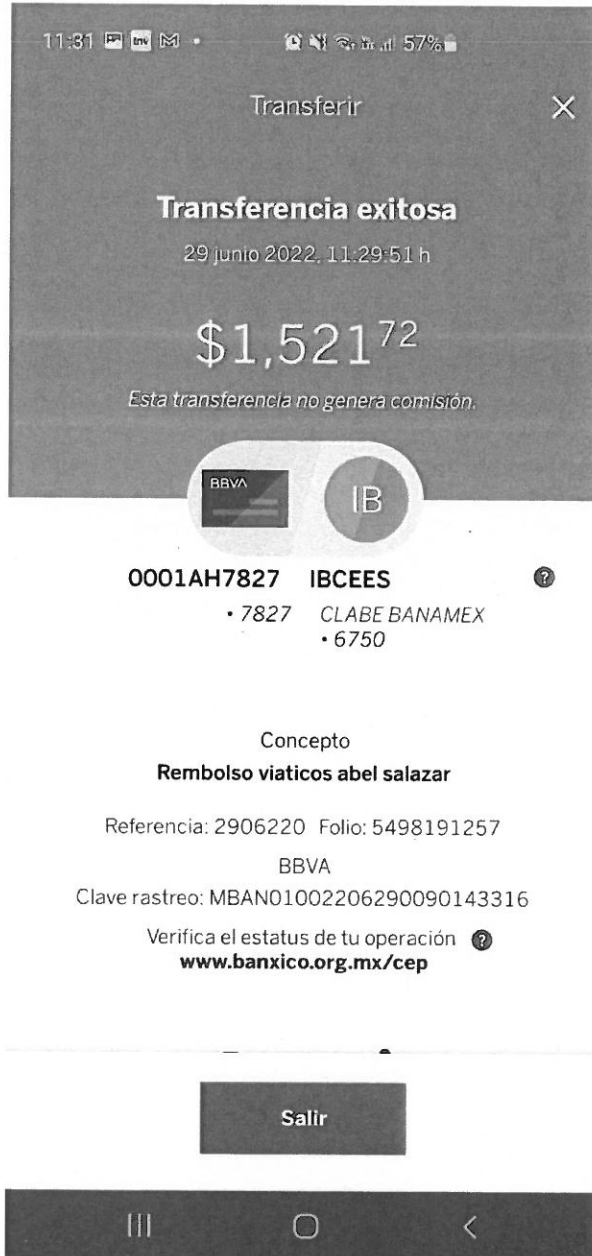 11:31
57%
Transferir
Transferencia exitosa
29 junio 2022, 11:29:51 h
$1,521 72
Esta transferencia no genera comisión.
BBVA
IB
0001AH7827 IBCEES
• 7827 CLABE BANAMEX
• 6750
Concepto
Rembolso viaticos abel salazar
Referencia: 2906220 Folio: 5498191257
BBVA
Clave rastreo: MBAN01002206290090143316
Verifica el estatus de tu operación
www.banxico.org.mx/cep
Salir